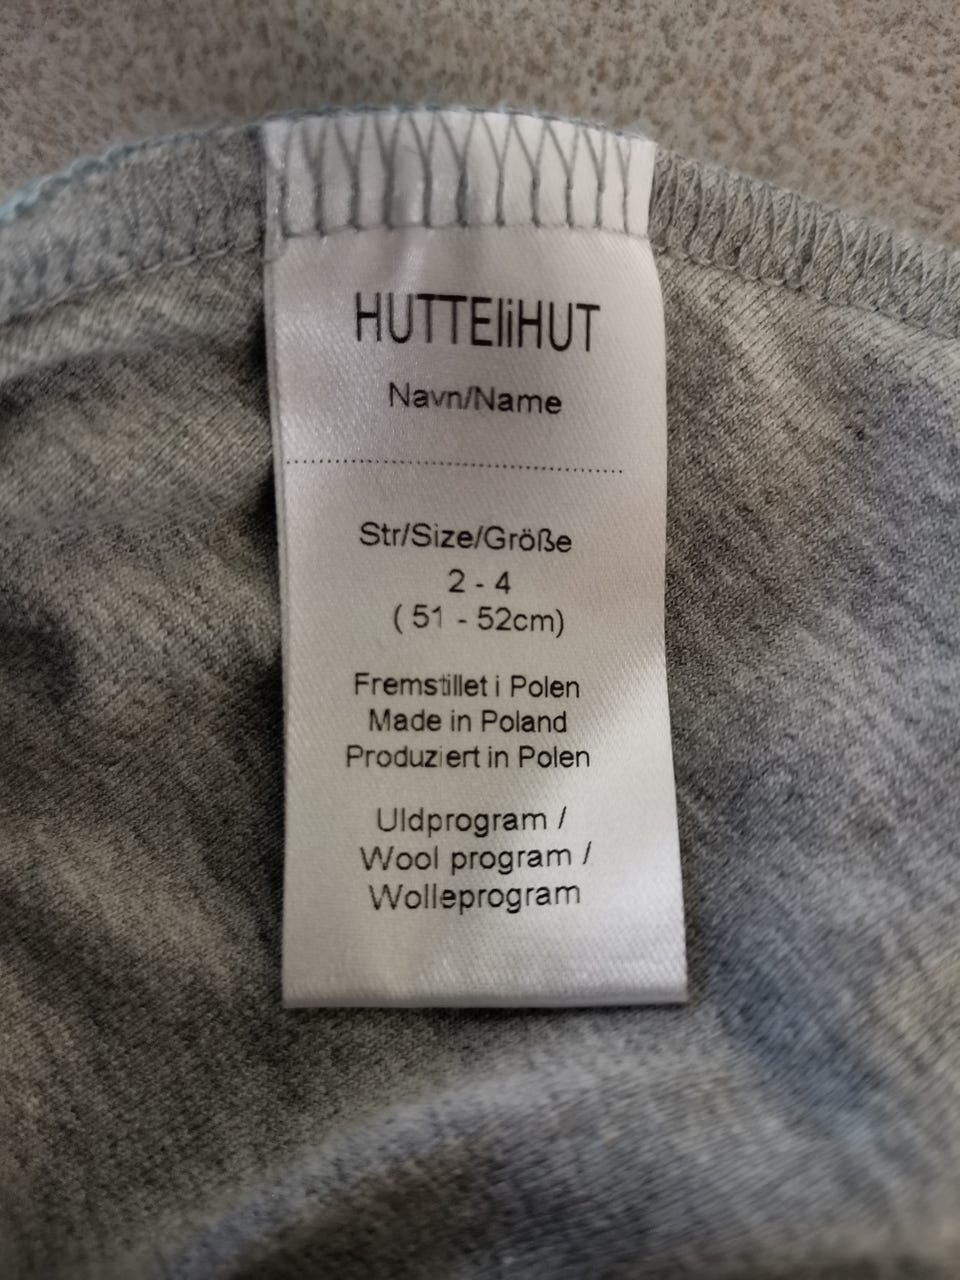 HUTTEliHUT
Navn/Name
Str/Size/Größe
2 - 4
( 51 - 52cm)
Fremstillet i Polen
Made in Poland
Produziert in Polen
Uldprogram /
Wool program /
Wolleprogram